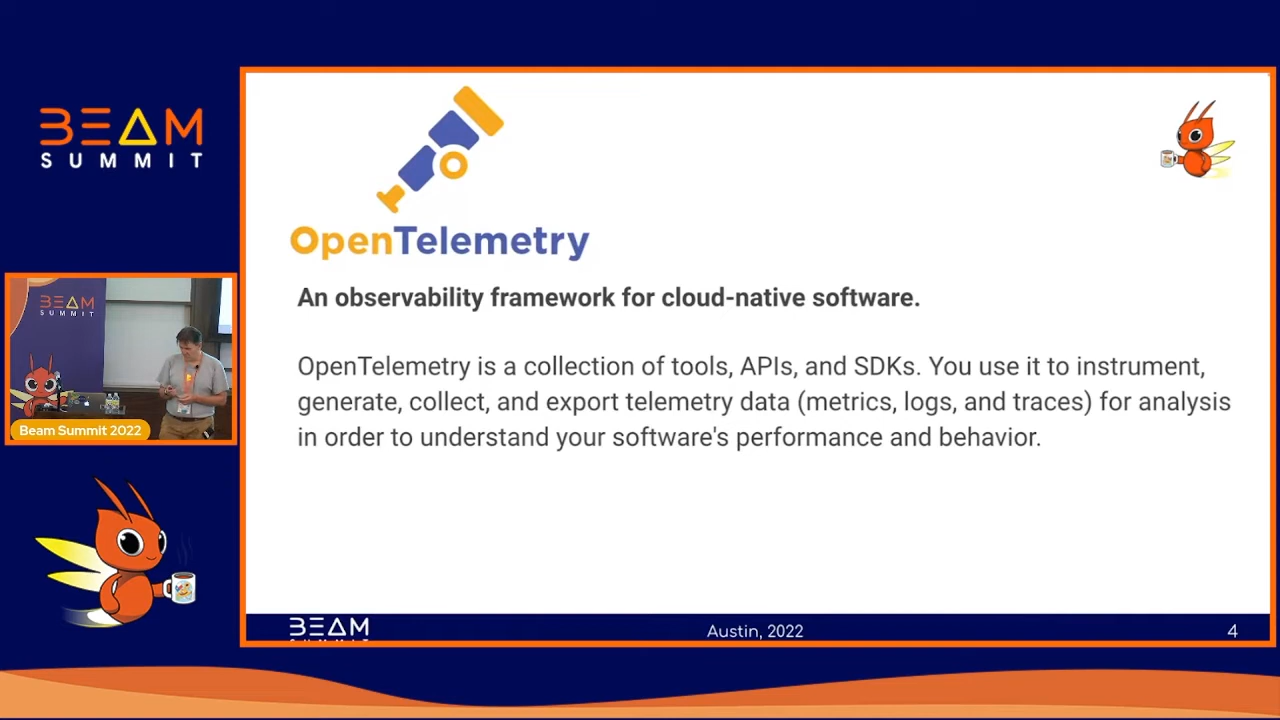 BEAM
SUMMIT
OpenTelemetry
An observability framework for cloud-native software.
OpenTelemetry is a collection of tools, APIs, and SDKs. You use it to instrument,
generate, collect, and export telemetry data (metrics, logs, and traces) for analysis
in order to understand your software's performance and behavior.
BEAM
SUMMIT
Beam Summit 2022
BEAM
Austin, 2022
4